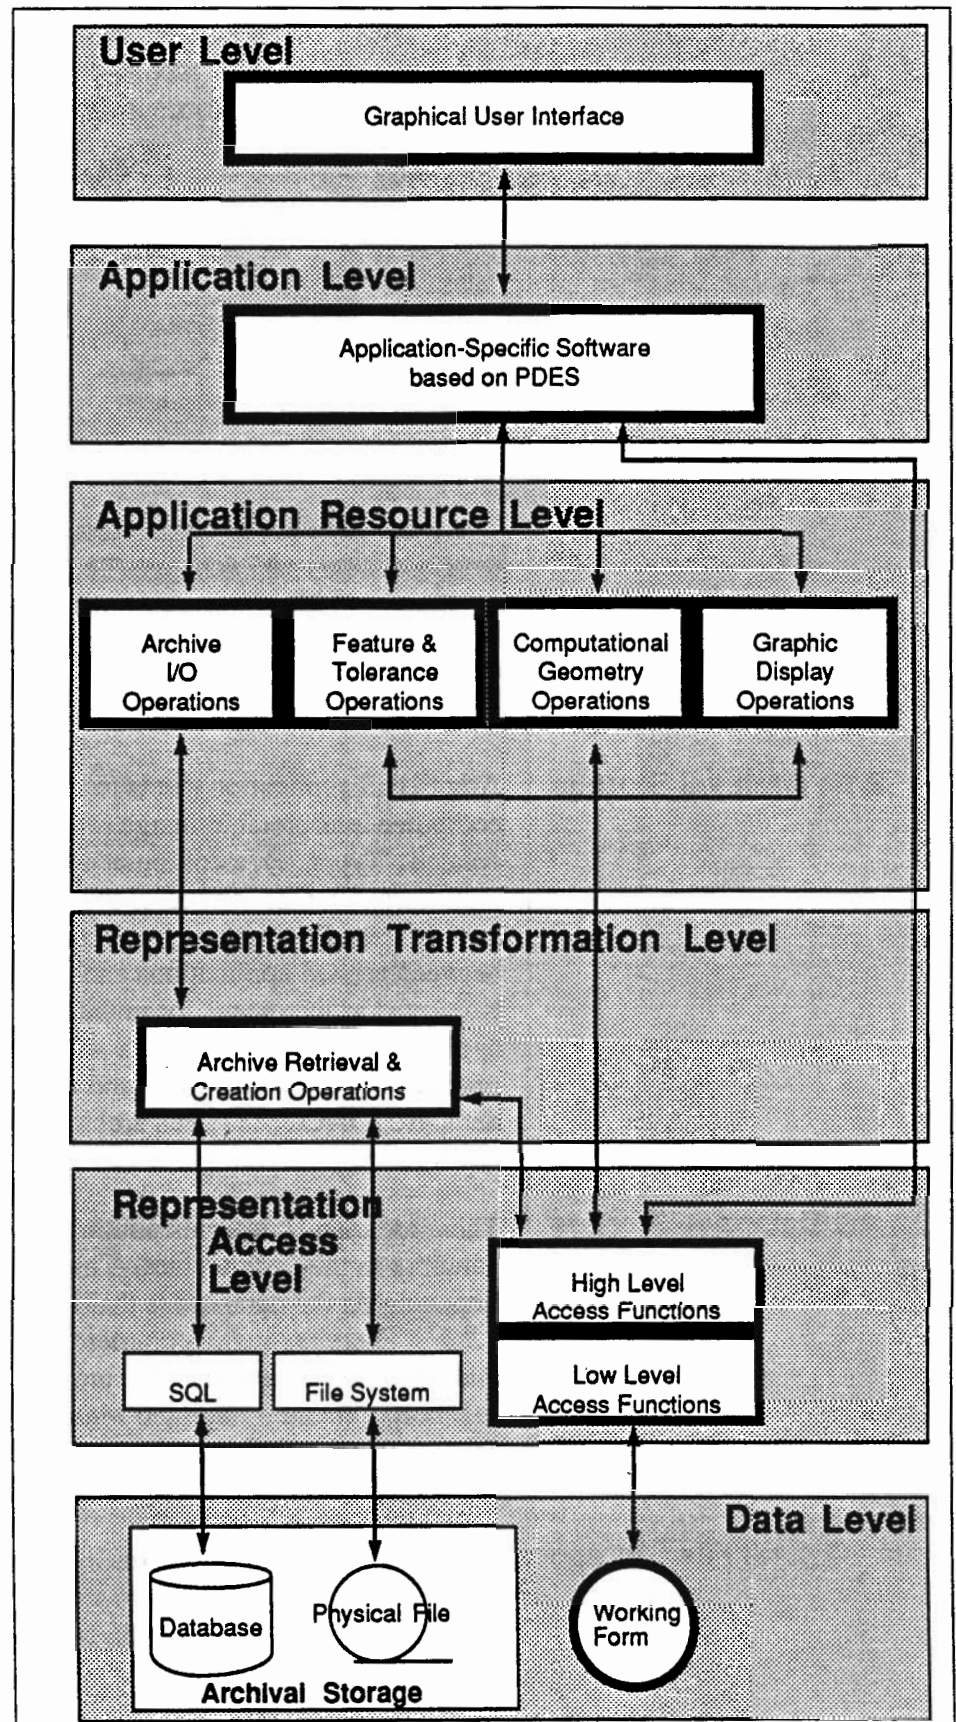 User Level
Graphical User Interface
Application Level
Application-Specific Software
based on PDES
Application Resource Level
Archive
I/O
Operations
Feature &
Tolerance
Operations
Computational
Geometry
Operations
Graphic
Display
Operations
Representation Transformation Level
Archive Retrieval &
Creation Operations
Representation
Access
Level
High Level
Access Functions
Low Level
Access Functions
SQL
File System
Data Level
Database
Physical File
Working
Form
Archival Storage